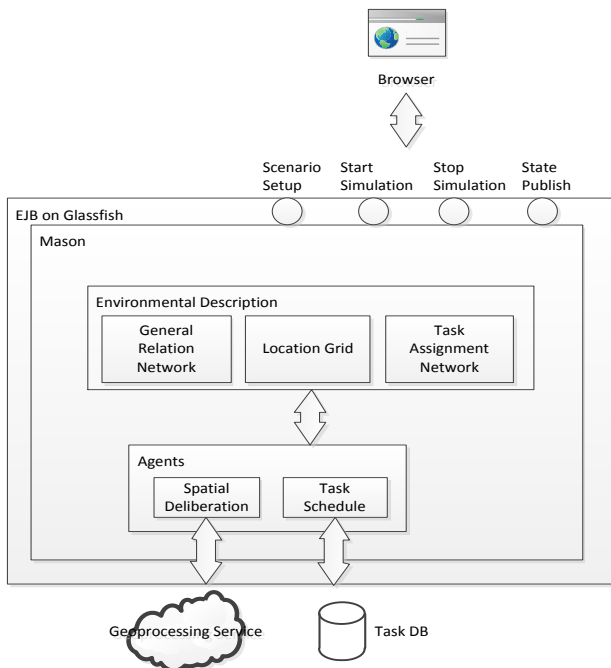 Browser
Scenario
Setup
Start
Simulation
Stop
Simulation
State
Publish
EJB on Glassfish
Mason
Environmental Description
General
Relation
Network
Location Grid
Task
Assignment
Network
Agents
Spatial
Deliberation
Task
Schedule
Geoprocessing Service
Task DB